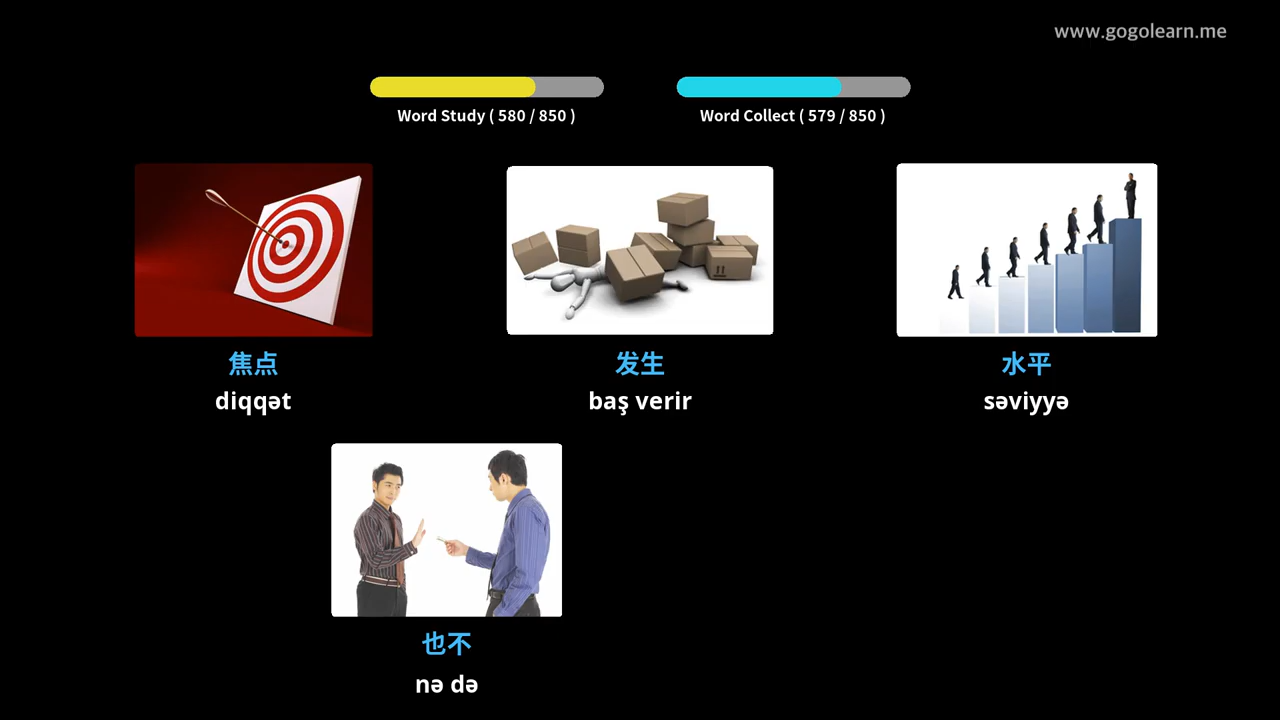 www.gogolearn.me
Word Study ( 580 / 850 )
Word Collect ( 579 / 850 )
焦点
diqqət
发生
baş verir
水平
səviyyə
也不
nə də